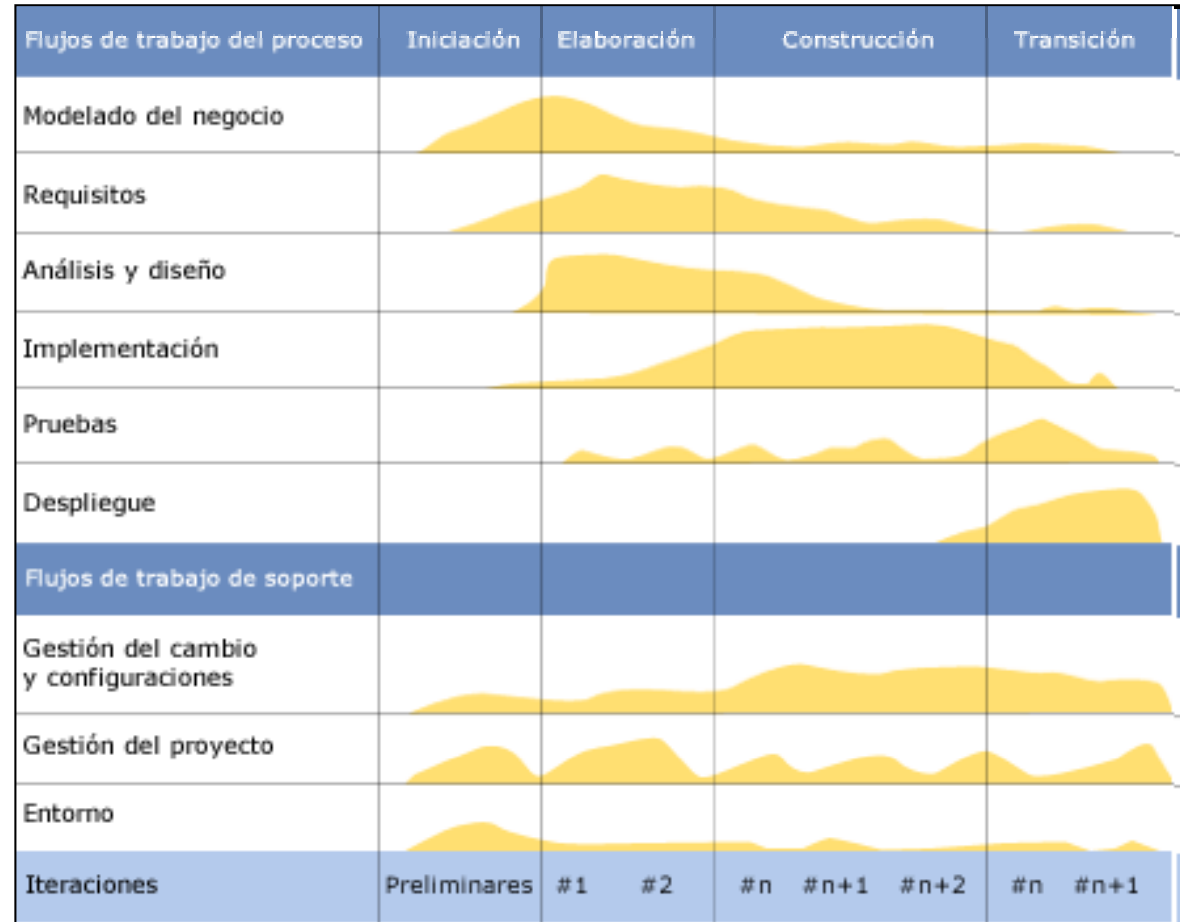 Flujos de trabajo del proceso Iniciación Elaboración Construcción Transición
Modelado del negocio
Requisitos
Análisis y diseño
Implementación
Pruebas
Despliegue
Flujos de trabajo de soporte
Gestión del cambio
y configuraciones
Gestión del proyecto
Entorno
Iteraciones Preliminares #1 #2 #n #n+1 #n+2 #n #n+1